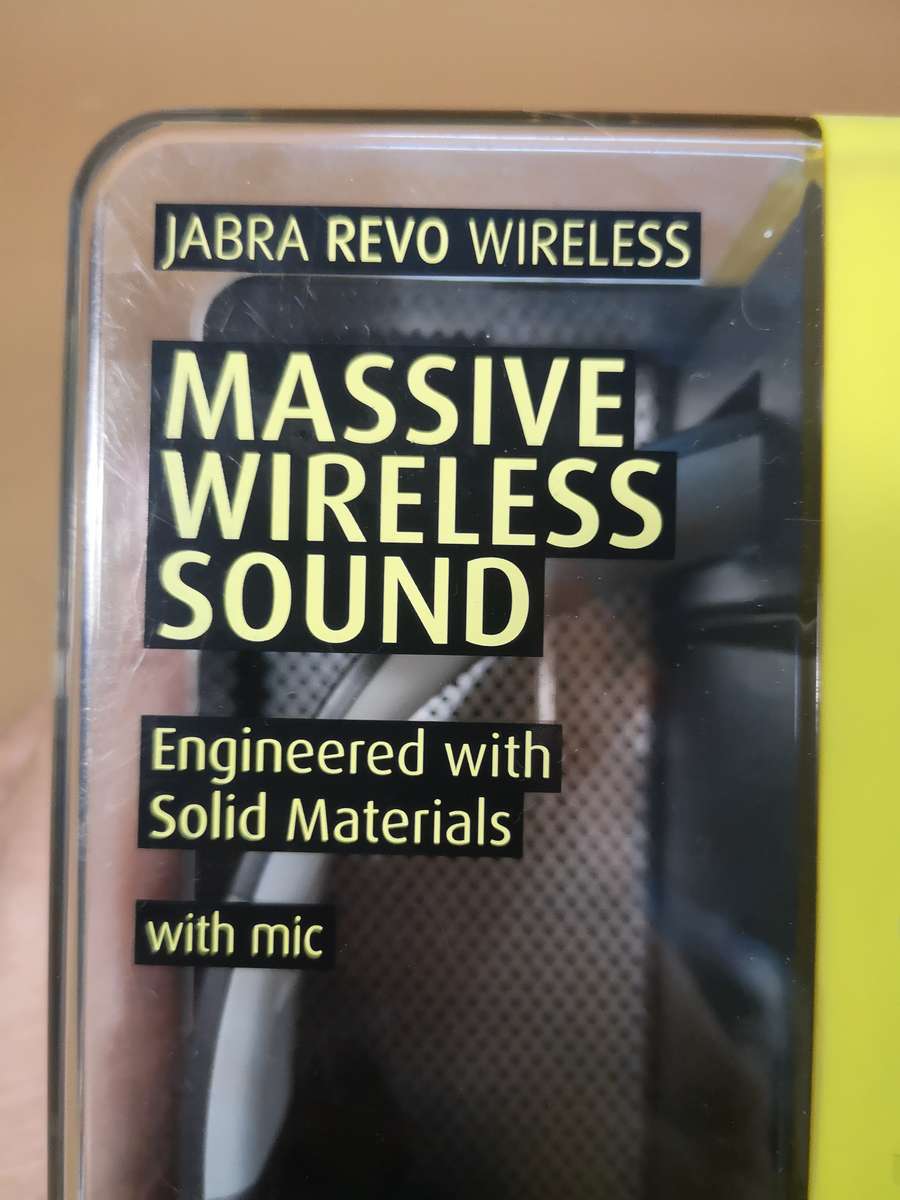 JABRA REVO WIRELESS
MASSIVE
WIRELESS
SOUND
Engineered with
Solid Materials
with mic